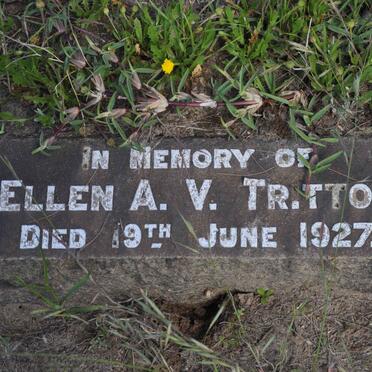 IN MEMORY OF
ELLEN A. V.
DIED 19TH JUNE 1927.